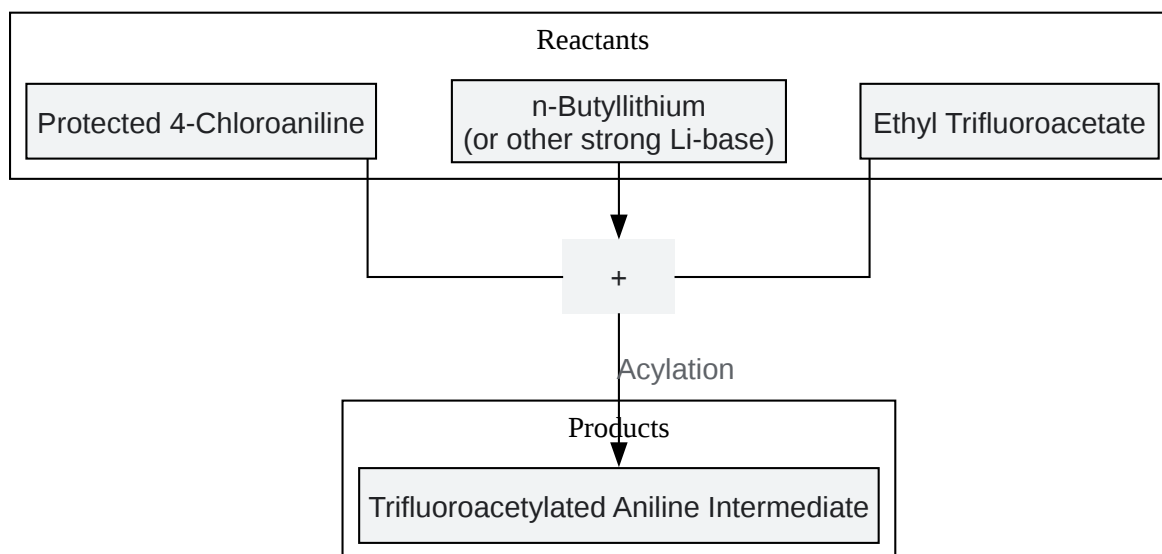 Reactants
Protected 4-Chloroaniline
n-Butyllithium
(or other strong Li-base)
Ethyl Trifluoroacetate
+
Acylation
Products
Trifluoroacetylated Aniline Intermediate